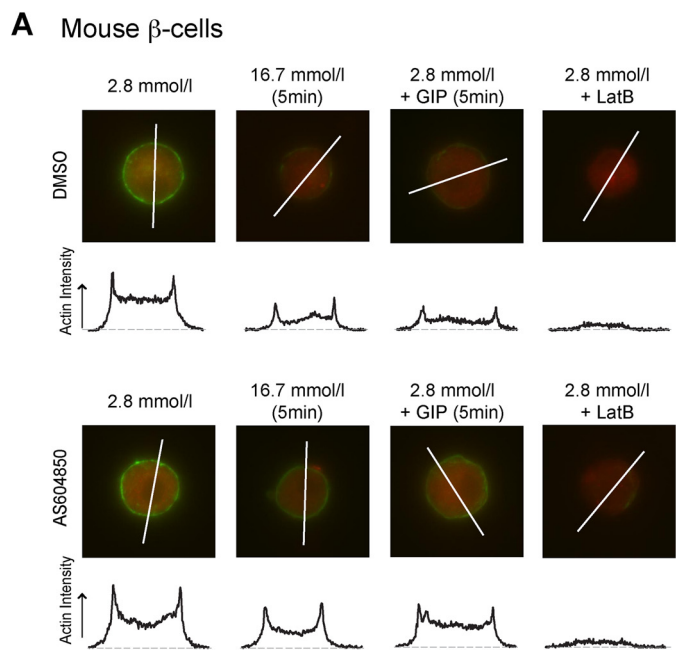 A Mouse β-cells
2.8 mmol/l
16.7 mmol/l
(5min)
2.8 mmol/l
+ GIP (5 min)
2.8 mmol/l
+ LatB
DMSO
Actin Intensity
2.8 mmol/l
16.7 mmol/l
(5min)
2.8 mmol/l
+ GIP (5min)
2.8 mmol/l
+ LatB
AS604850
Actin Intensity